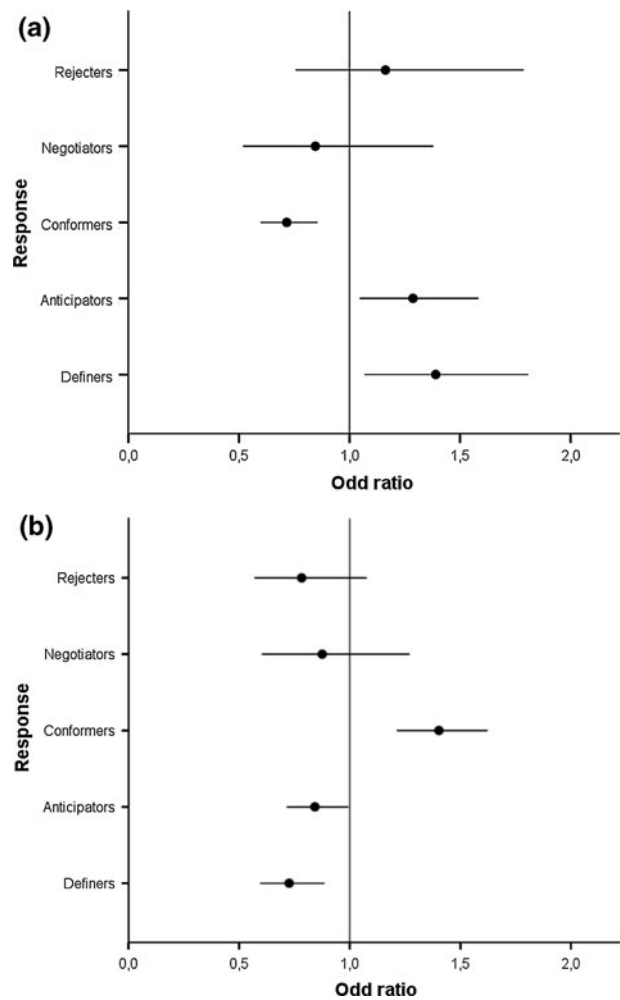 (a)
Rejecters
Negotiators
Conformers
Anticipators
Definers
Response
0,0 0,5 1,0 1,5 2,0
Odd ratio
(b)
Rejecters
Negotiators
Conformers
Anticipators
Definers
Response
0,0 0,5 1,0 1,5 2,0
Odd ratio